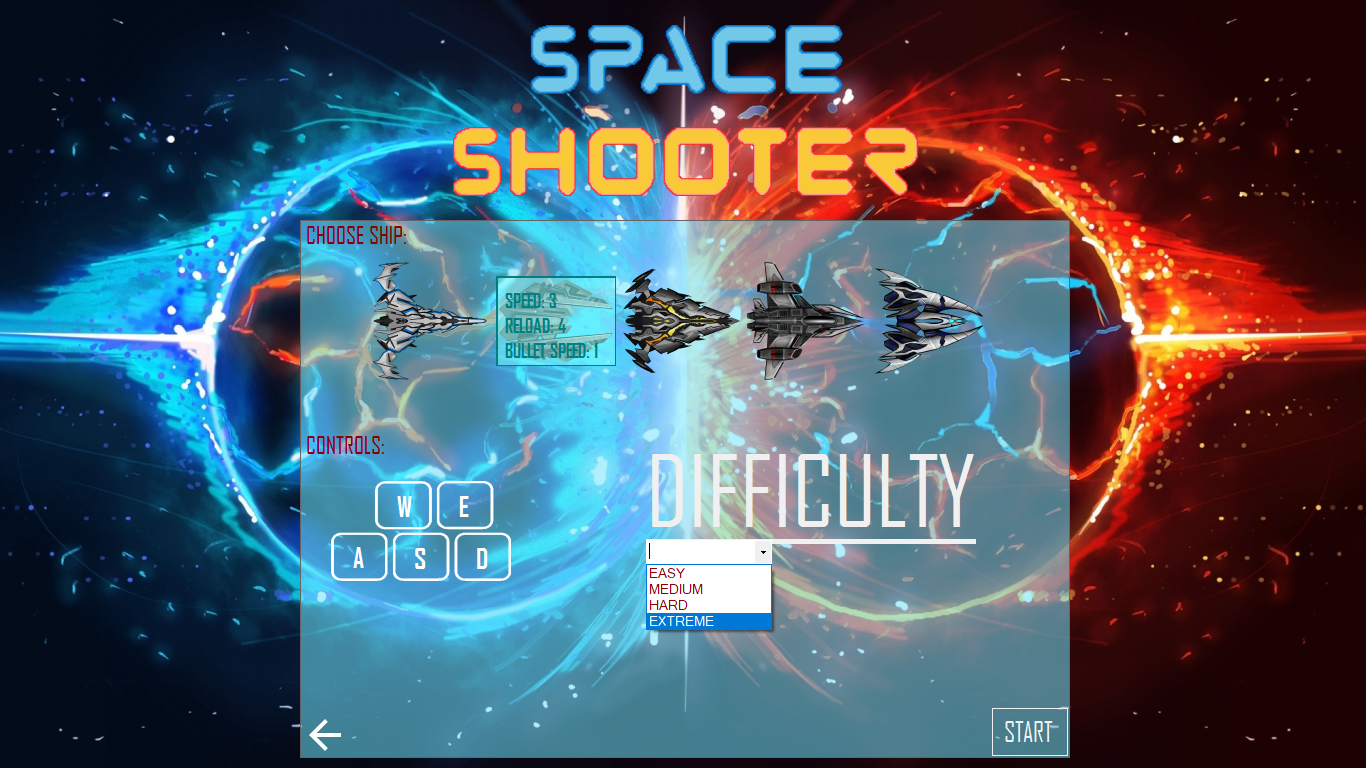 SPACE
SHOOTER
CHOOSE SHIP:
SPEED: 3
RELOAD: 4
BULLET SPEED: 1
CONTROLS:
W E
A S D
DIFFICULTY
EASY
MEDIUM
HARD
EXTREME
START